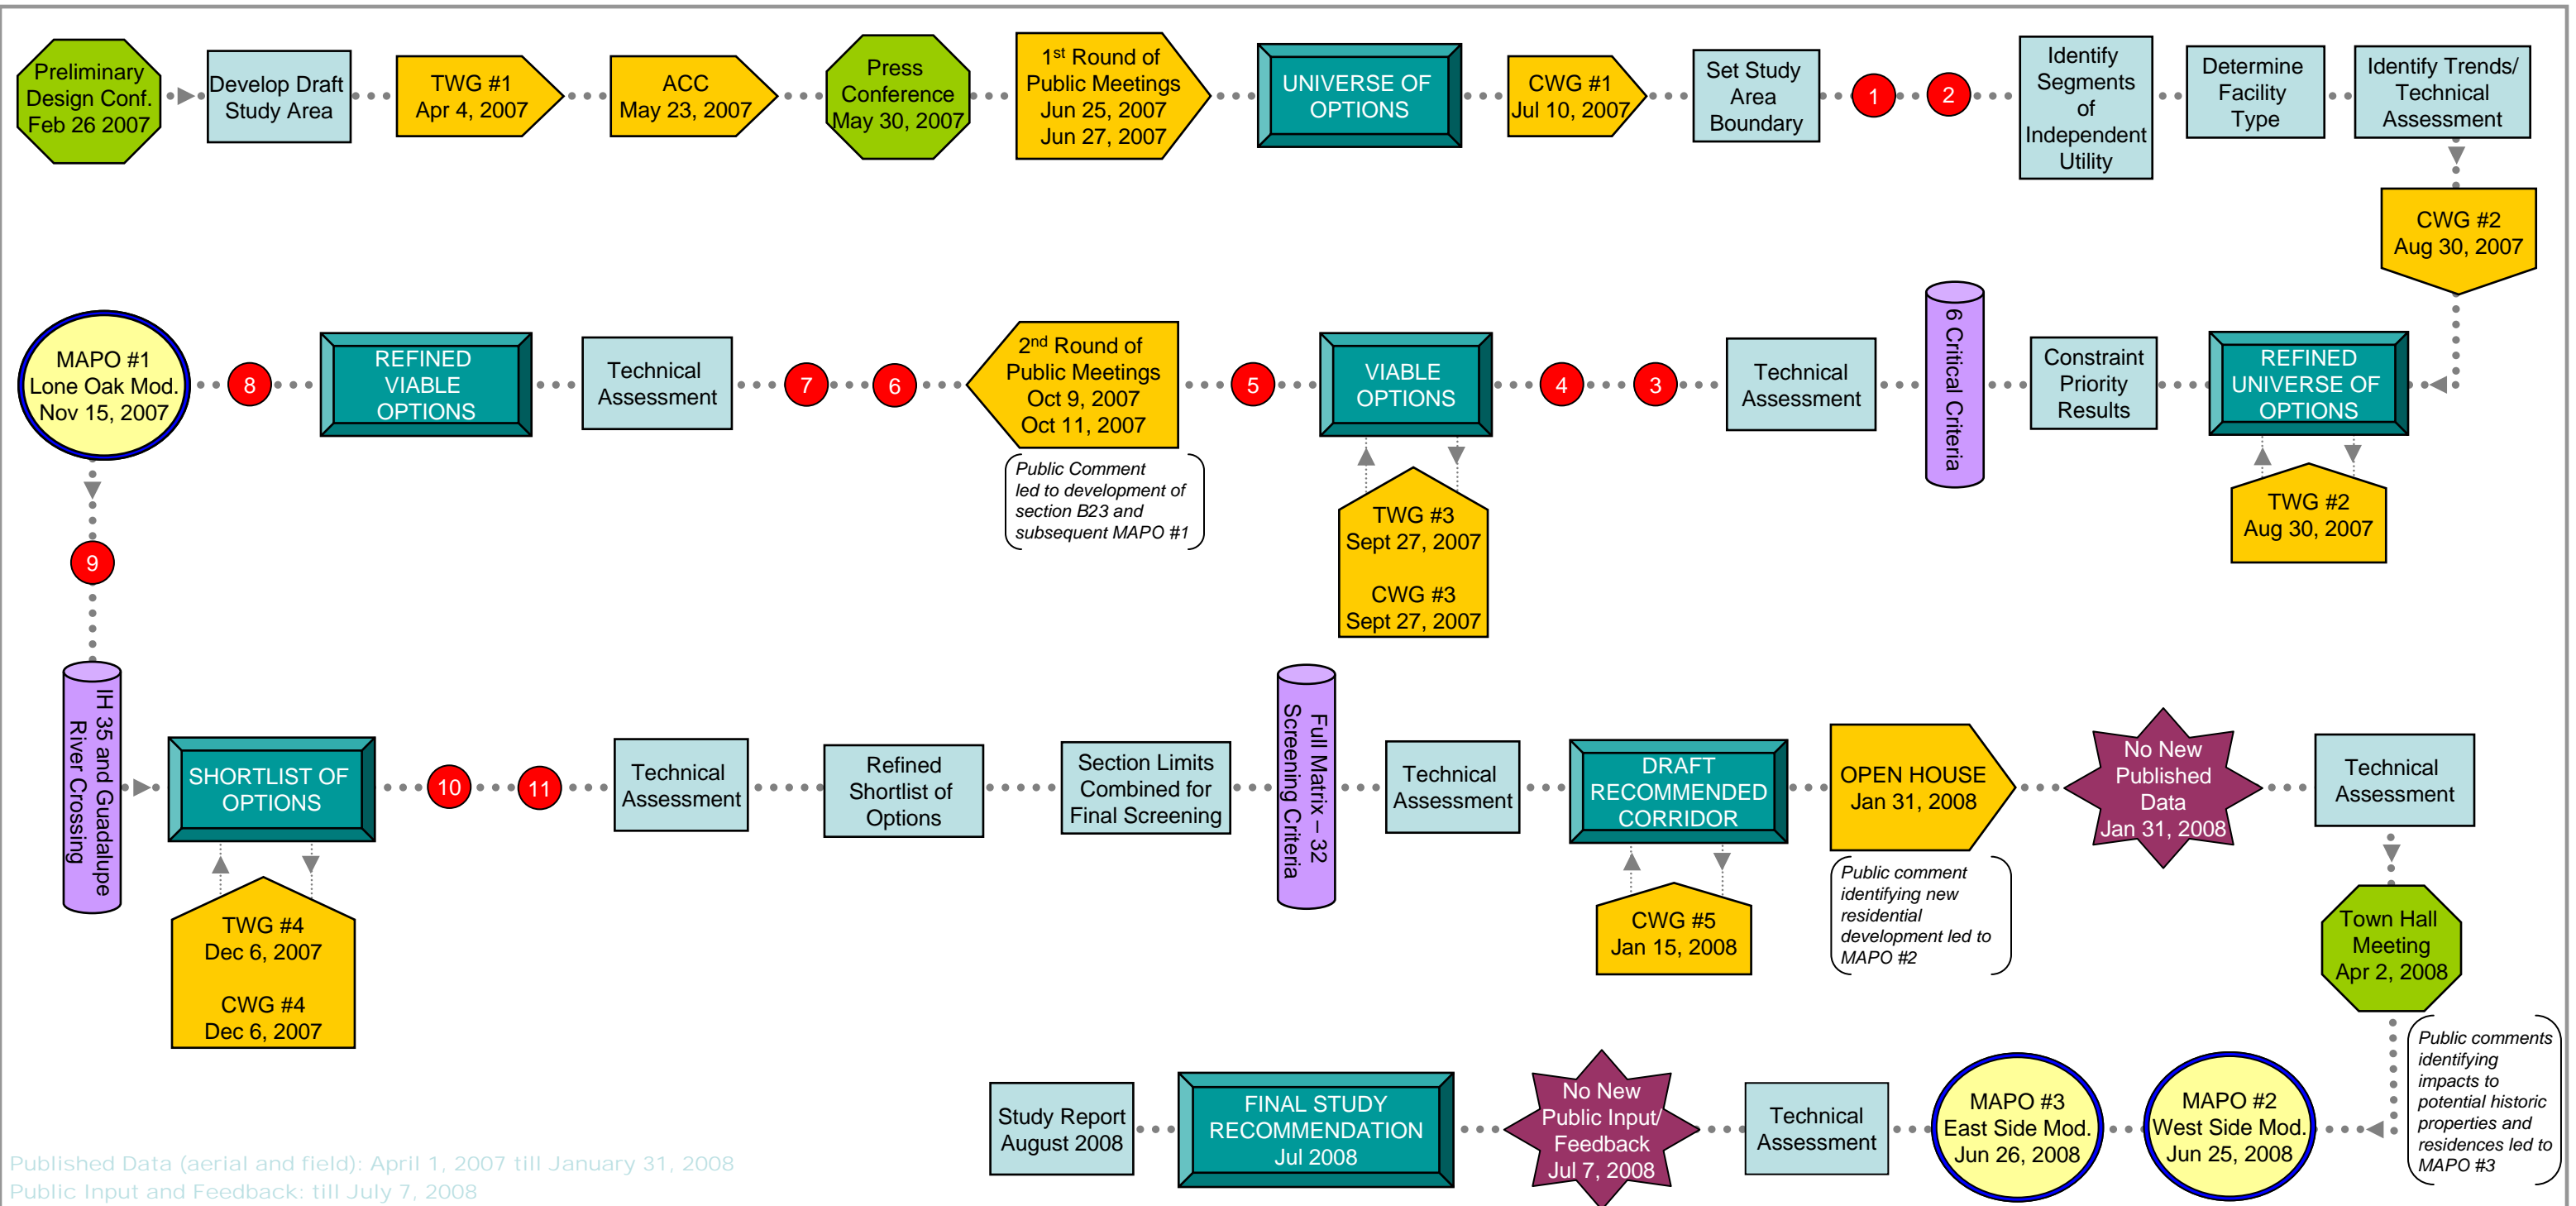 Preliminary
Design Conf.
Feb 26 2007
Develop Draft
Study Area
TWG #1
Apr 4, 2007
ACC
May 23, 2007
Press
Conference
May 30, 2007
1st Round of
Public Meetings
Jun 25, 2007
Jun 27, 2007
UNIVERSE OF
OPTIONS
CWG #1
Jul 10, 2007
Set Study
Area
Boundary
1
2
Identify
Segments
of
Independent
Utility
Determine
Facility
Type
Identify Trends/
Technical
Assessment
CWG #2
Aug 30, 2007
REFINED
UNIVERSE OF
OPTIONS
TWG #2
Aug 30, 2007
Constraint
Priority
Results
6 Critical Criteria
Technical
Assessment
3
4
VIABLE
OPTIONS
TWG #3
Sept 27, 2007
CWG #3
Sept 27, 2007
5
2nd Round of
Public Meetings
Oct 9, 2007
Oct 11, 2007
Public Comment
led to development of
section B23 and
subsequent MAPO #1
6
7
Technical
Assessment
REFINED
VIABLE
OPTIONS
8
MAPO #1
Lone Oak Mod.
Nov 15, 2007
9
IH 35 and Guadalupe
River Crossing
SHORTLIST OF
OPTIONS
TWG #4
Dec 6, 2007
CWG #4
Dec 6, 2007
10
11
Technical
Assessment
Refined
Shortlist of
Options
Section Limits
Combined for
Final Screening
Full Matrix – 32
Screening Criteria
Technical
Assessment
DRAFT
RECOMMENDED
CORRIDOR
CWG #5
Jan 15, 2008
OPEN HOUSE
Jan 31, 2008
Public comment
identifying new
residential
development led to
MAPO #2
No New
Published
Data
Jan 31, 2008
Technical
Assessment
Town Hall
Meeting
Apr 2, 2008
Public comments
identifying
impacts to
potential historic
properties and
residences led to
MAPO #3
MAPO #2
West Side Mod.
Jun 25, 2008
MAPO #3
East Side Mod.
Jun 26, 2008
Technical
Assessment
No New
Public Input/
Feedback
Jul 7, 2008
FINAL STUDY
RECOMMENDATION
Jul 2008
Study Report
August 2008
Published Data (aerial and field): April 1, 2007 till January 31, 2008
Public Input and Feedback: till July 7, 2008